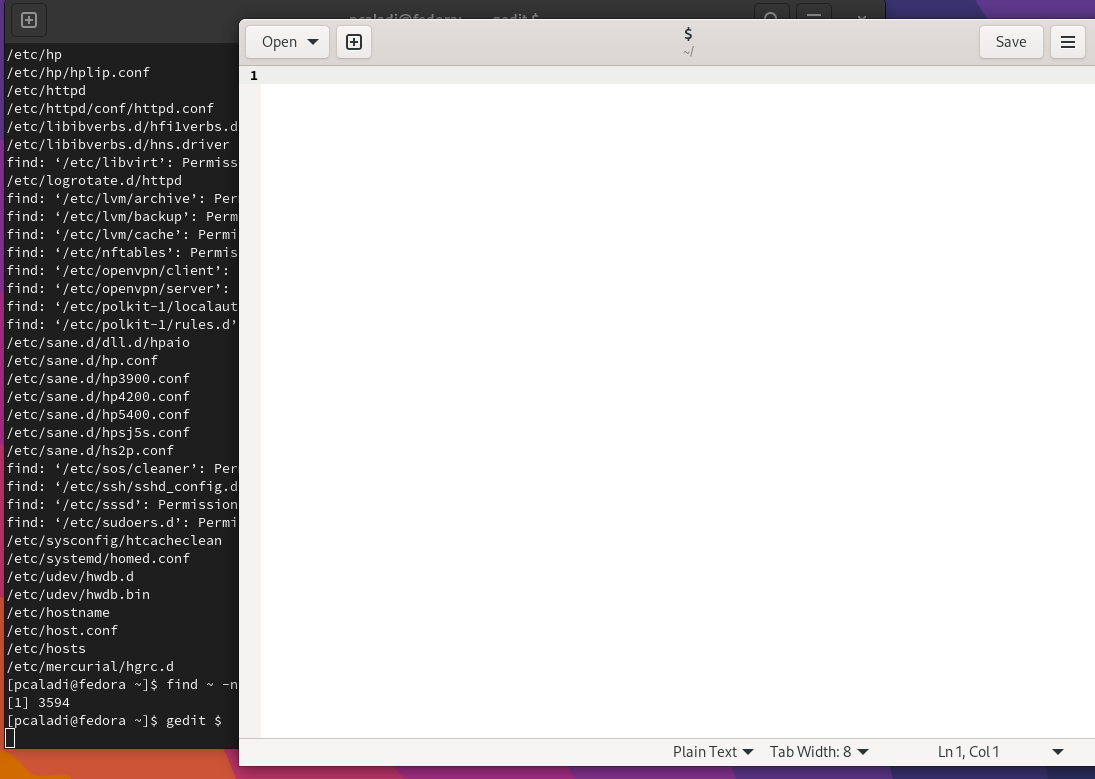 pcaladi@fedora:~ — gedit $
/etc/hp
/etc/hp/hplip.conf
/etc/httpd
/etc/httpd/conf/httpd.conf
/etc/libibverbs.d/hfi1verbs.d
/etc/libibverbs.d/hns.driver
find: ‘/etc/libvirt’: Permiss
/etc/logrotate.d/httpd
find: ‘/etc/lvm/archive’: Per
find: ‘/etc/lvm/backup’: Perm
find: ‘/etc/lvm/cache’: Permi
find: ‘/etc/nftables’: Permis
find: ‘/etc/openvpn/client’:
find: ‘/etc/openvpn/server’:
find: ‘/etc/polkit-1/localaut
find: ‘/etc/polkit-1/rules.d’
/etc/sane.d/dll.d/hpaio
/etc/sane.d/hp.conf
/etc/sane.d/hp3900.conf
/etc/sane.d/hp4200.conf
/etc/sane.d/hp5400.conf
/etc/sane.d/hpsj5s.conf
/etc/sane.d/hs2p.conf
find: ‘/etc/sos/cleaner’: Per
find: ‘/etc/ssh/sshd_config.d
find: ‘/etc/sssd’: Permission
find: ‘/etc/sudoers.d’: Permi
/etc/sysconfig/htcacheclean
/etc/systemd/homed.conf
/etc/udev/hwdb.d
/etc/udev/hwdb.bin
/etc/hostname
/etc/host.conf
/etc/hosts
/etc/mercurial/hgrc.d
[pcaladi@fedora ~]$ find ~ -n
[1] 3594
[pcaladi@fedora ~]$ gedit $
Open
$
~/
Save
1
Plain Text
Tab Width: 8
Ln 1, Col 1